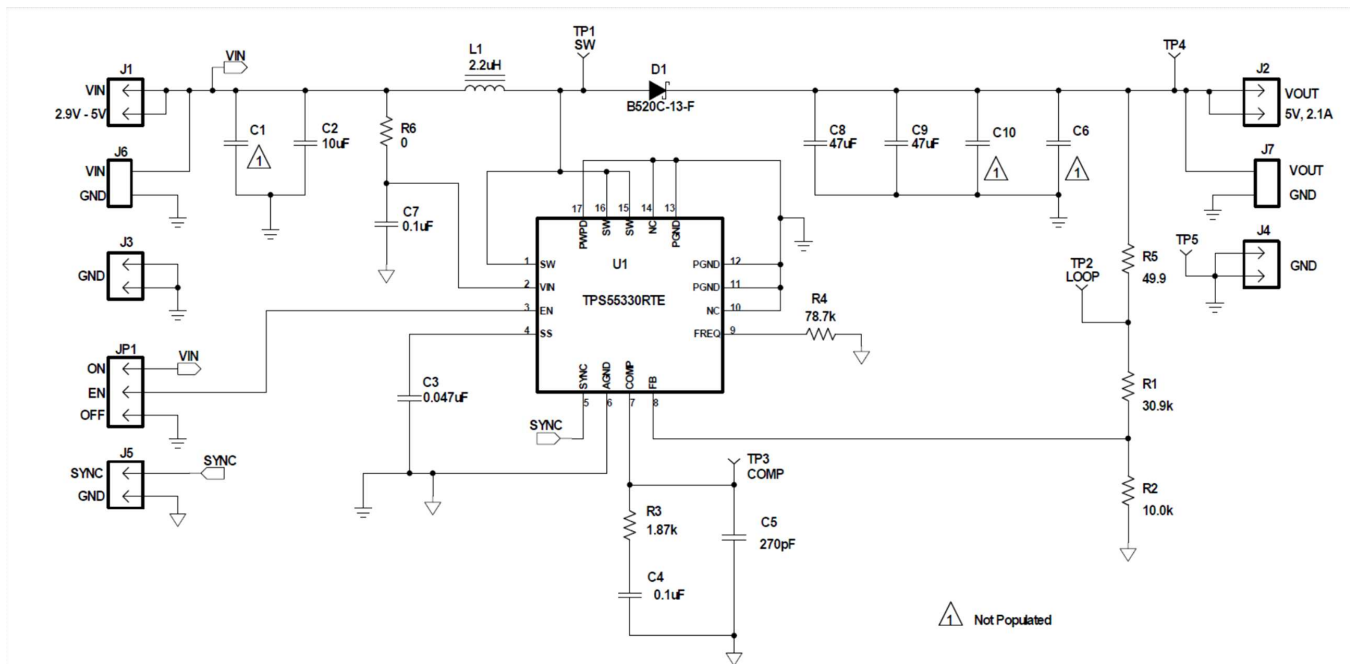 TP1
SW
TP4
L1
2.2uH
D1
B520C-13-F
VIN
J1
VIN
2.9V - 5V
J2
VOUT
5V, 2.1A
C1
1
C2
10uF
R6
0
C8
47uF
C9
47uF
C10
1
C6
1
J6
VIN
GND
J7
VOUT
GND
C7
0.1uF
17
16
15
14
13
PWPD
SW
SW
NC
PGND
U1
TPS55330RTE
1
SW
2
VIN
3
EN
4
SS
PGND
12
PGND
11
NC
10
FREQ
9
SYNC
AGND
COMP
FB
5
6
7
8
J3
GND
TP5
J4
GND
TP2
LOOP
R5
49.9
R4
78.7k
JP1
ON
EN
OFF
VIN
C3
0.047uF
R1
30.9k
SYNC
J5
SYNC
GND
SYNC
TP3
COMP
R2
10.0k
R3
1.87k
C5
270pF
C4
0.1uF
1
Not Populated